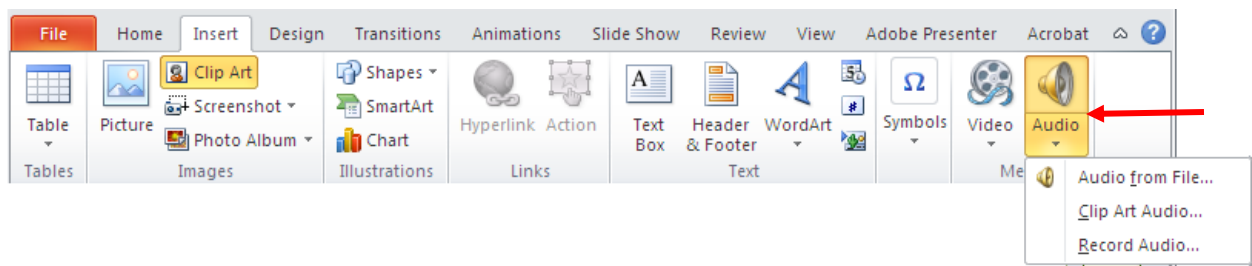 File Home Insert Design Transitions Animations Slide Show Review View Adobe Presenter Acrobat
Table
Tables
Picture
Clip Art
Screenshot
Photo Album
Images
Shapes
SmartArt
Chart
Illustrations
Hyperlink Action
Links
A
Text
Box
Header
& Footer
A
WordArt
5
#
Text
Ω
Symbols
Video
Audio
Me
Audio from File...
Clip Art Audio...
Record Audio...